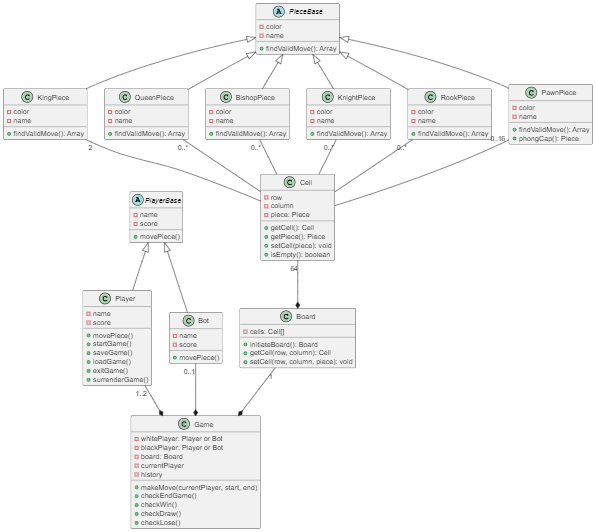 A PieceBase
color
name
findValidMove(): Array
C KingPiece
color
name
findValidMove(): Array
C QueenPiece
color
name
findValidMove(): Array
C BishopPiece
color
name
findValidMove(): Array
C KnightPiece
color
name
findValidMove(): Array
C RookPiece
color
name
findValidMove(): Array
C PawnPiece
color
name
findValidMove(): Array
phongCap(): Piece
2
0..*
0..*
0..*
0..*
0..16
C Cell
row
column
piece: Piece
getCell(): Cell
getPiece(): Piece
setCell(piece): void
isEmpty(): boolean
64
A PlayerBase
name
score
movePiece()
C Player
name
score
movePiece()
startGame()
saveGame()
loadGame()
exitGame()
surrenderGame()
1..2
C Bot
name
score
movePiece()
0..1
C Board
cells: Cell[]
initiateBoard(): Board
getCell(row, column): Cell
setCell(row, column, piece): void
1
C Game
whitePlayer: Player or Bot
blackPlayer: Player or Bot
board: Board
currentPlayer
history
makeMove(currentPlayer, start, end)
checkEndGame()
checkWin()
checkDraw()
checkLose()